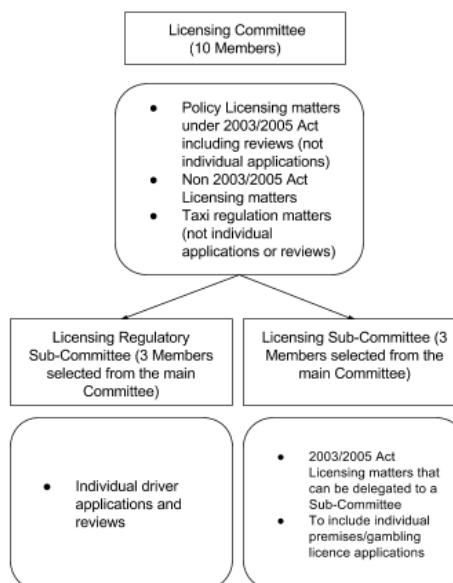 Licensing Committee
(10 Members)
● Policy Licensing matters
under 2003/2005 Act
including reviews (not
individual applications)
● Non 2003/2005 Act
Licensing matters
● Taxi regulation matters
(not individual
applications or reviews)
Licensing Regulatory
Sub-Committee (3 Members
selected from the main
Committee)
Licensing Sub-Committee (3
Members selected from the
main Committee)
● Individual driver
applications and
reviews
● 2003/2005 Act
Licensing matters that
can be delegated to a
Sub-Committee
● To include individual
premises/gambling
licence applications